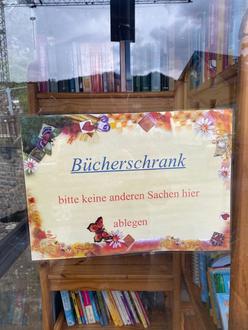 Bücherschrank
bitte keine anderen Sachen hier
ablegen